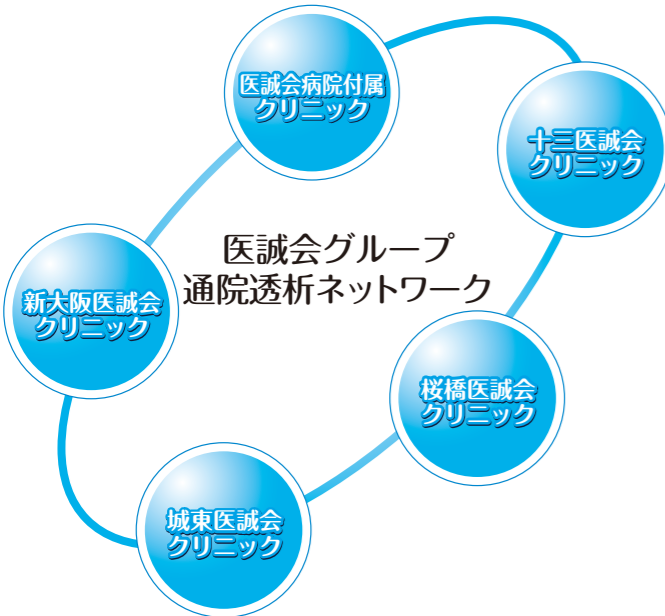 医誠会病院付属
クリニック
十三医誠会
クリニック
医誠会グループ
通院透析ネットワーク
新大阪医誠会
クリニック
桜橋医誠会
クリニック
城東医誠会
クリニック